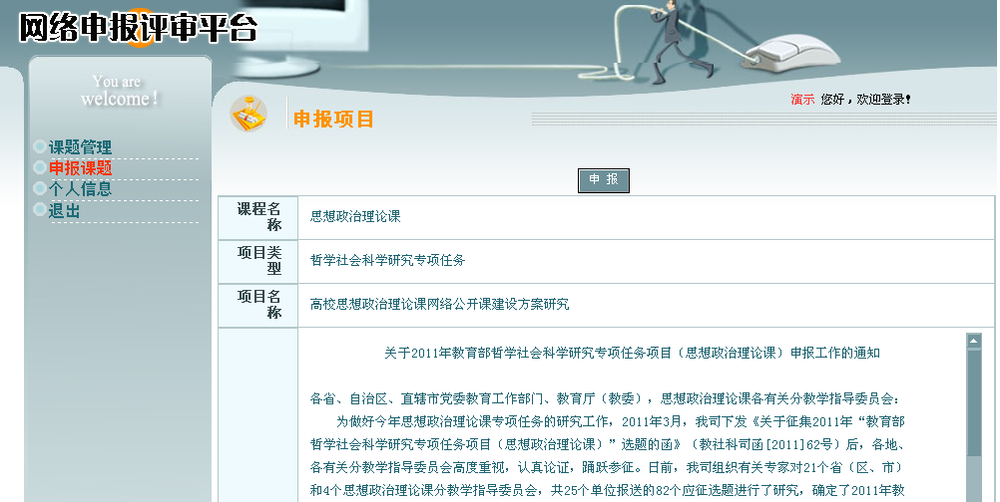 网络申报评审平台
You are
welcome!
演示 您好，欢迎登录!
申报项目
课题管理
申报课题
个人信息
退出
申 报
课程名
称
思想政治理论课
项目类
型
哲学社会科学研究专项任务
项目名
称
高校思想政治理论课网络公开课建设方案研究
关于2011年教育部哲学社会科学研究专项任务项目（思想政治理论课）申报工作的通知
各省、自治区、直辖市党委教育工作部门、教育厅（教委），思想政治理论课各有关分教学指导委员会：
为做好今年思想政治理论课专项任务的研究工作，2011年3月，我司下发《关于征集2011年“教育部
哲学社会科学研究专项任务项目（思想政治理论课）”选题的函》（教社科司函[2011]62号）后，各地、
各有关分教学指导委员会高度重视，认真论证，踊跃参征。日前，我司组织有关专家对21个省（区、市）
和4个思想政治理论课分教学指导委员会，共25个单位报送的82个应征选题进行了研究，确定了2011年教